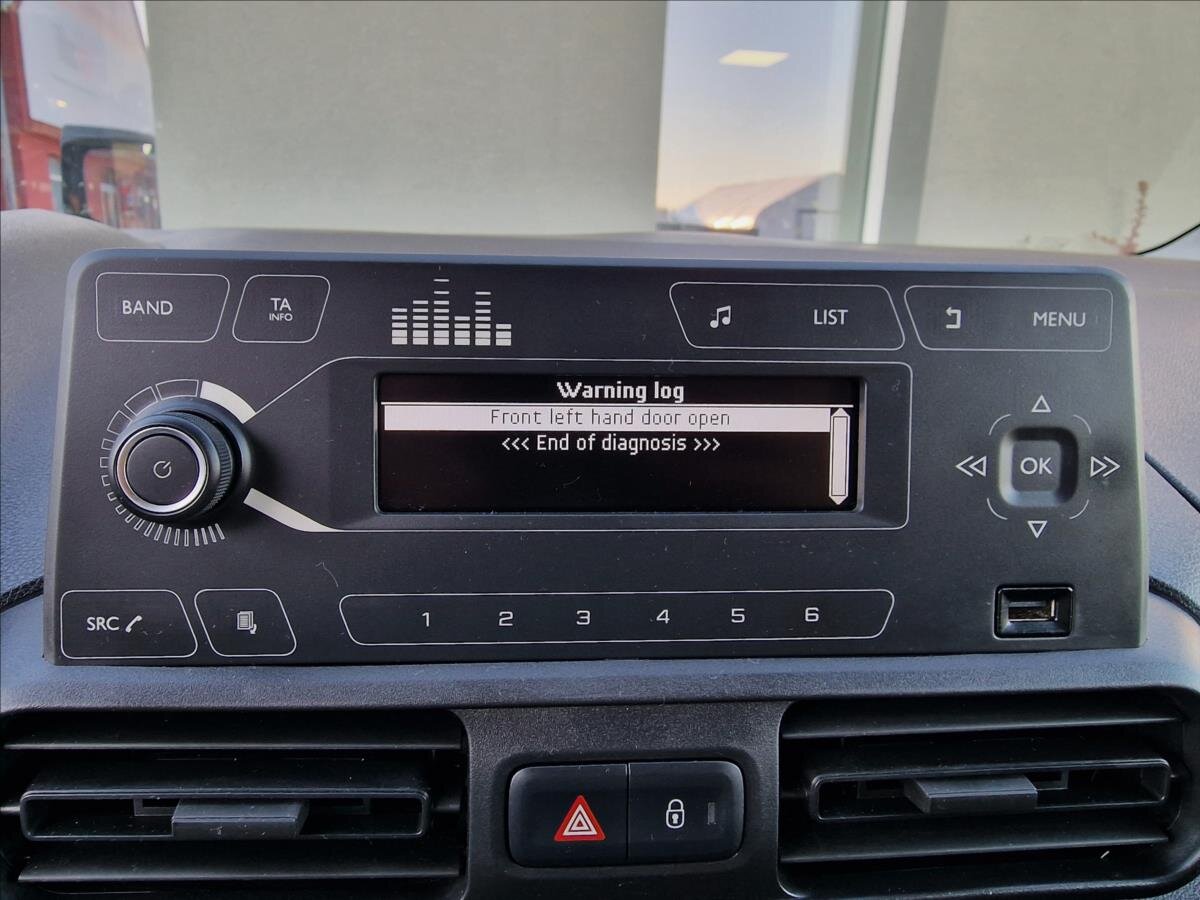 BAND
TA
INFO
LIST
MENU
Warning log
Front left hand door open
<<< End of diagnosis >>>
OK
SRC
1 2 3 4 5 6